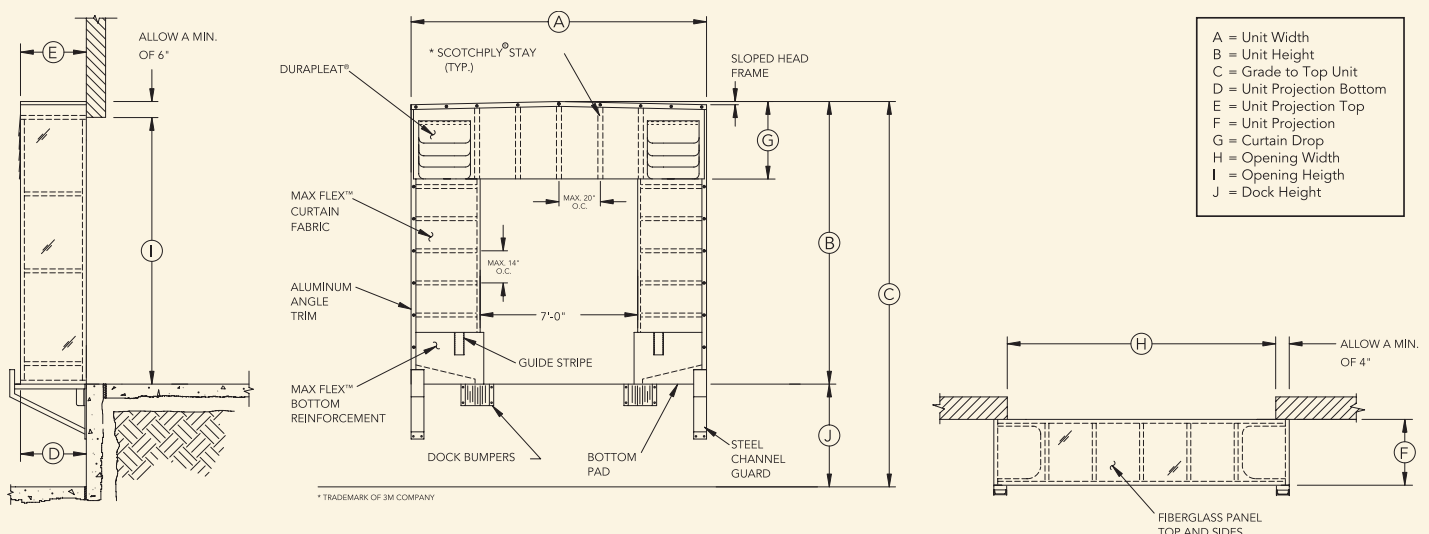 E
ALLOW A MIN.
OF 6"
I
D
A
* SCOTCHPLY® STAY
(TYP.)
SLOPED HEAD
FRAME
DURAPLEAT®
G
MAX. 20"
O.C.
MAX FLEX™
CURTAIN
FABRIC
MAX. 14"
O.C.
B
C
ALUMINUM
ANGLE
TRIM
7'-0"
GUIDE STRIPE
MAX FLEX™
BOTTOM
REINFORCEMENT
J
DOCK BUMPERS
BOTTOM
PAD
STEEL
CHANNEL
GUARD
* TRADEMARK OF 3M COMPANY
A = Unit Width
B = Unit Height
C = Grade to Top Unit
D = Unit Projection Bottom
E = Unit Projection Top
F = Unit Projection
G = Curtain Drop
H = Opening Width
I = Opening Heigth
J = Dock Height
H
ALLOW A MIN.
OF 4"
F
FIBERGLASS PANEL
TOP AND SIDES